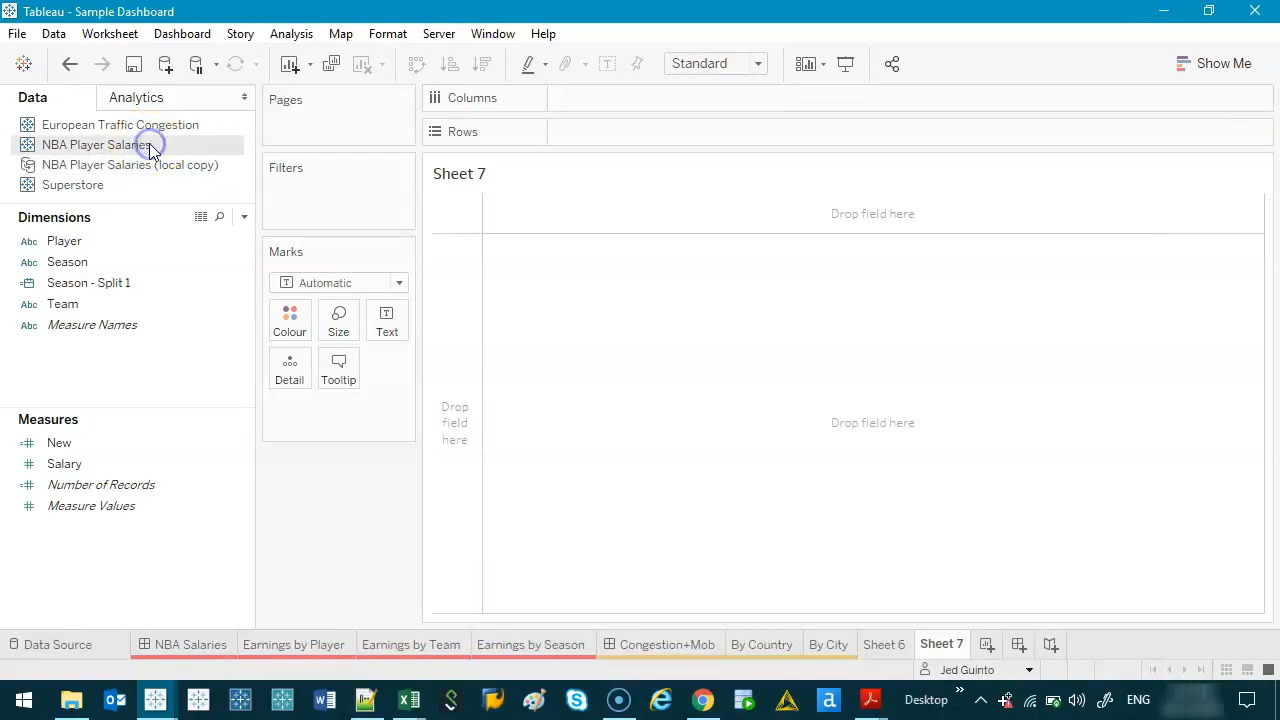 Tableau - Sample Dashboard
File Data Worksheet Dashboard Story Analysis Map Format Server Window Help
Standard
Show Me
Data
Analytics
European Traffic Congestion
NBA Player Salaries
NBA Player Salaries (local copy)
Superstore
Dimensions
Abc Player
Abc Season
Season - Split 1
Abc Team
Abc Measure Names
Measures
New
Salary
Number of Records
Measure Values
Pages
Filters
Marks
Automatic
Colour Size Text
Detail Tooltip
Columns
Rows
Sheet 7
Drop field here
Drop
field
here
Drop field here
Data Source NBA Salaries Earnings by Player Earnings by Team Earnings by Season Congestion+Mob By Country By City Sheet 6 Sheet 7
Jed Guinto
Desktop
ENG